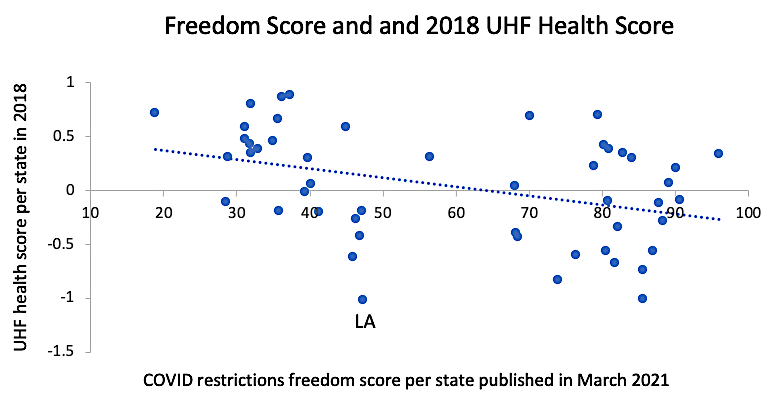 Freedom Score and and 2018 UHF Health Score
UHF health score per state in 2018
1
0.5
0
-0.5
-1
-1.5
10 20 30 40 50 60 70 80 90 100
LA
COVID restrictions freedom score per state published in March 2021